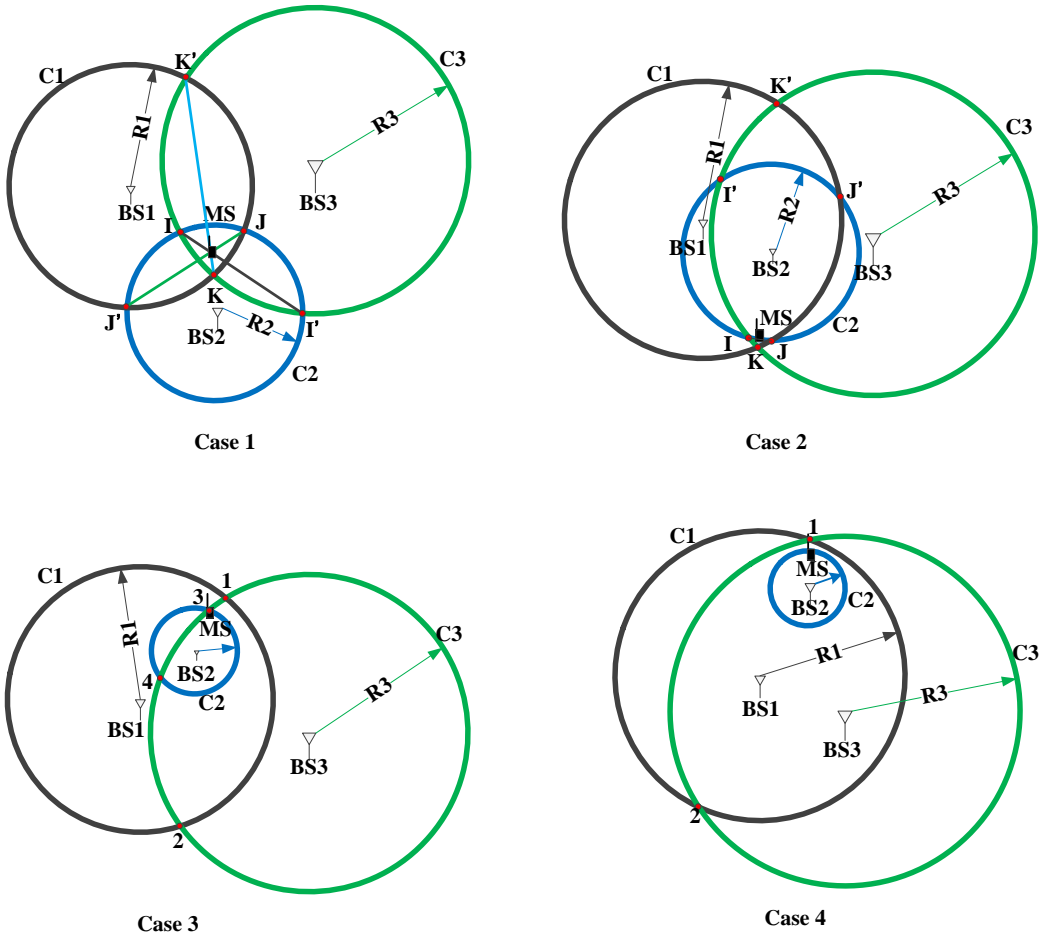 K'
C1
C3
R1
R3
BS1
BS3
I
MS
J
K
J'
I'
BS2
R2
C2
Case 1
C1
K'
C3
R1
I'
J'
R3
R2
BS1
BS2
BS3
MS
C2
I
J
K
Case 2
C1
1
3
MS
R1
C3
BS2
4
C2
R3
BS1
BS3
2
Case 3
1
C1
MS
BS2
C2
R1
C3
R3
BS1
BS3
2
Case 4